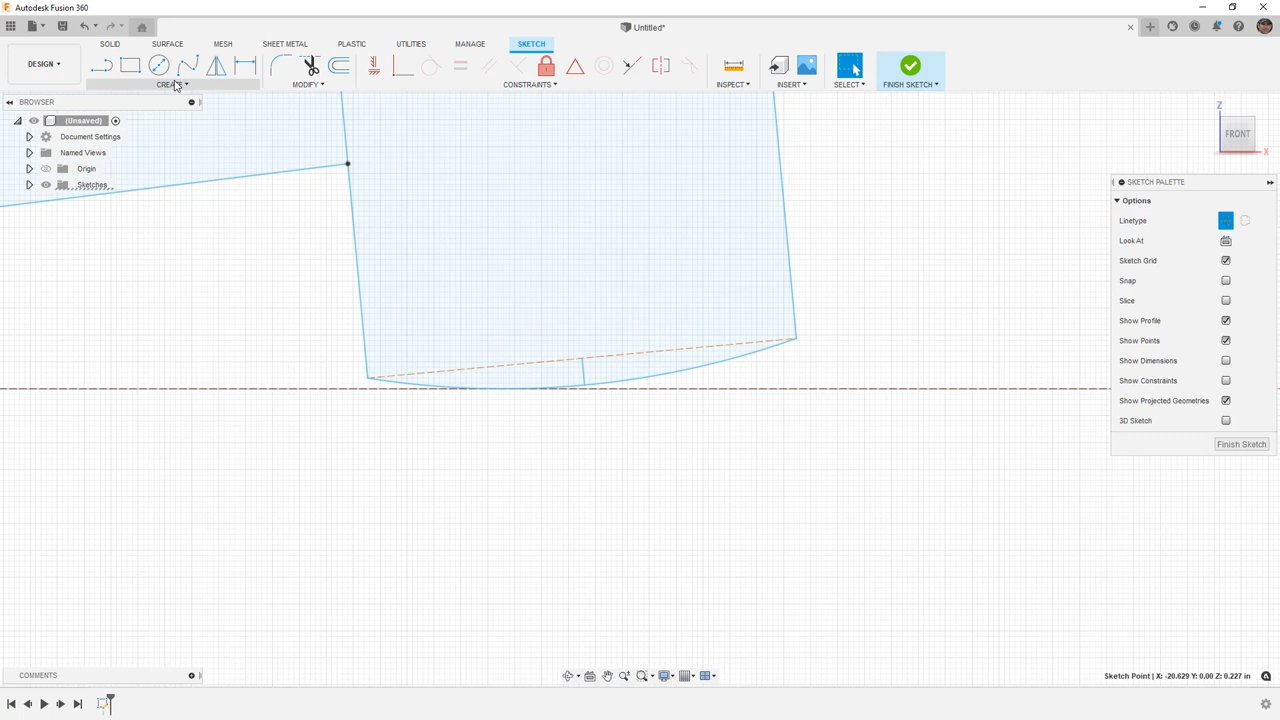 Autodesk Fusion 360
Untitled*
DESIGN
SOLID
SURFACE
MESH
SHEET METAL
PLASTIC
UTILITIES
MANAGE
SKETCH
CREATE
MODIFY
CONSTRAINTS
INSPECT
INSERT
SELECT
FINISH SKETCH
BROWSER
(Unsaved)
Document Settings
Named Views
Origin
Sketches
Z
FRONT
X
SKETCH PALETTE
Options
Linetype
Look At
Sketch Grid
Snap
Slice
Show Profile
Show Points
Show Dimensions
Show Constraints
Show Projected Geometries
3D Sketch
Finish Sketch
COMMENTS
Sketch Point | X: -20.629 Y: 0.00 Z: 0.227 in